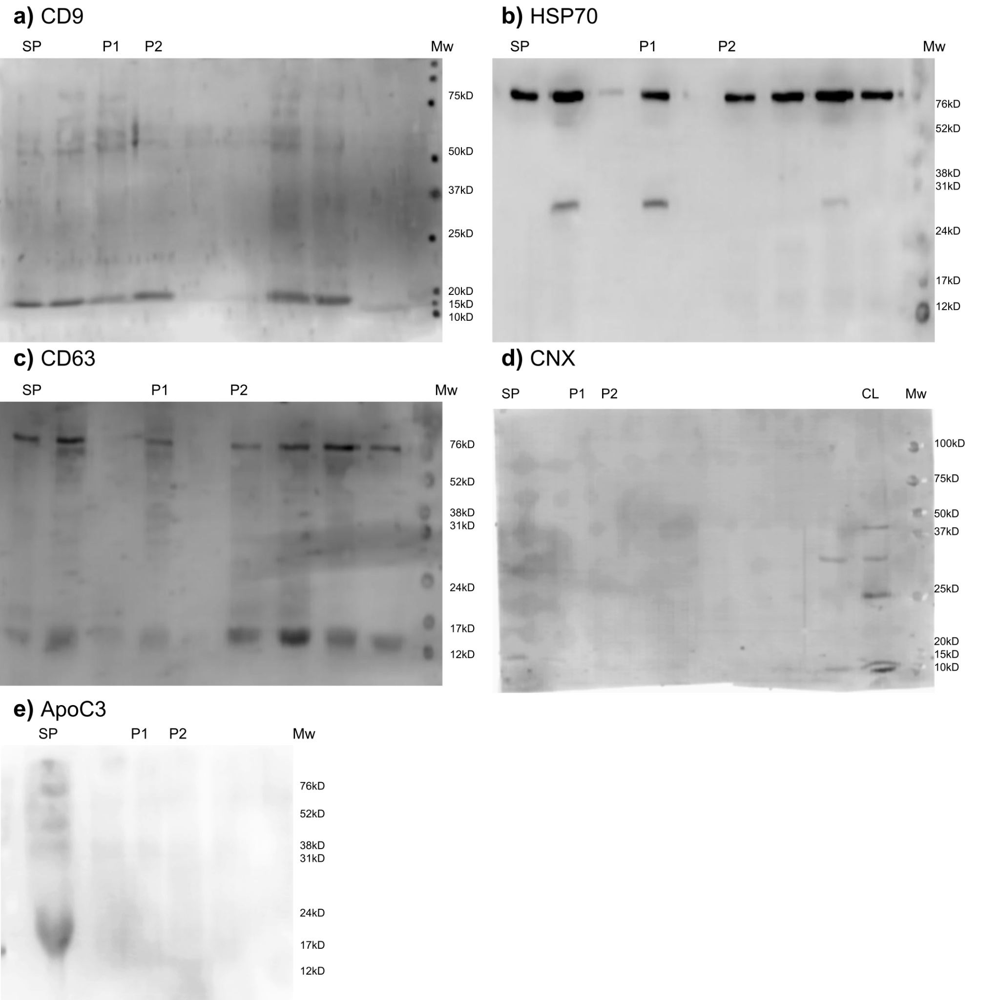 a) CD9
SP P1 P2 Mw
75kD
50kD
37kD
25kD
20kD
15kD
10kD
b) HSP70
SP P1 P2 Mw
76kD
52kD
38kD
31kD
24kD
17kD
12kD
c) CD63
SP P1 P2 Mw
76kD
52kD
38kD
31kD
24kD
17kD
12kD
d) CNX
SP P1 P2 CL Mw
100kD
75kD
50kD
37kD
25kD
20kD
15kD
10kD
e) ApoC3
SP P1 P2 Mw
76kD
52kD
38kD
31kD
24kD
17kD
12kD